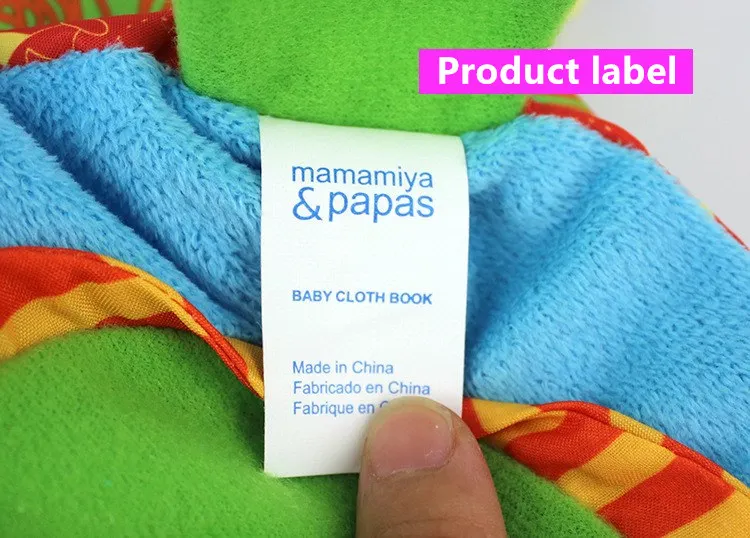 Product label
mamamiya
& papas
BABY CLOTH BOOK
Made in China
Fabricado en China
Fabrique en